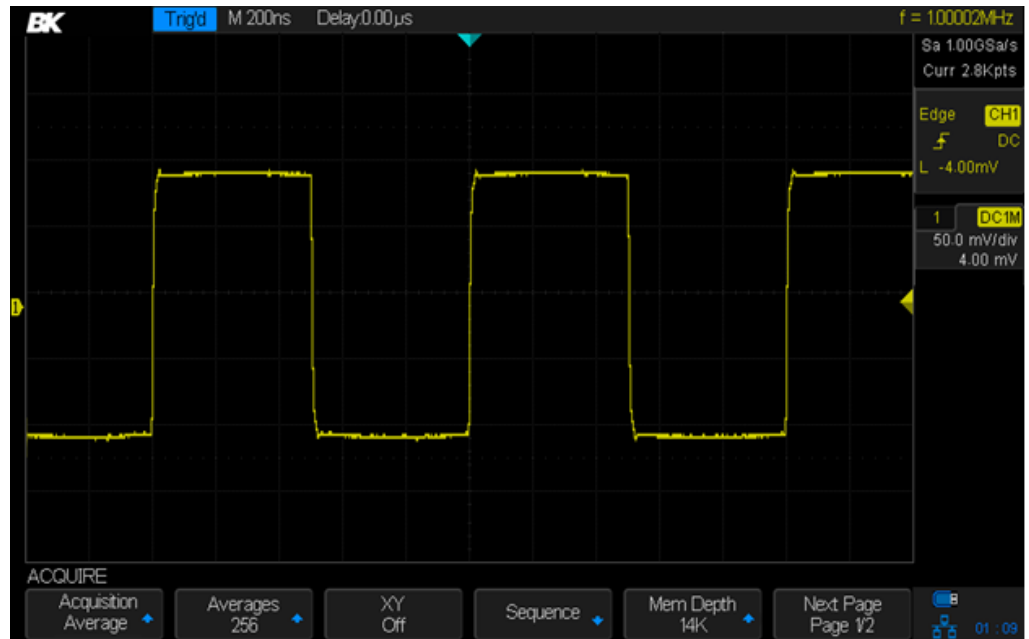 BK Trig'd M 200ns Delay:0.00µs f = 1.00002MHz
Sa 1.00GSa/s
Curr 2.8Kpts
Edge CH1
DC
L -4.00mV
1 DC1M
50.0 mV/div
4.00 mV
1
ACQUIRE
Acquisition Averages XY Sequence Mem Depth Next Page
Average 256 Off 14K Page 1/2
B
01:09